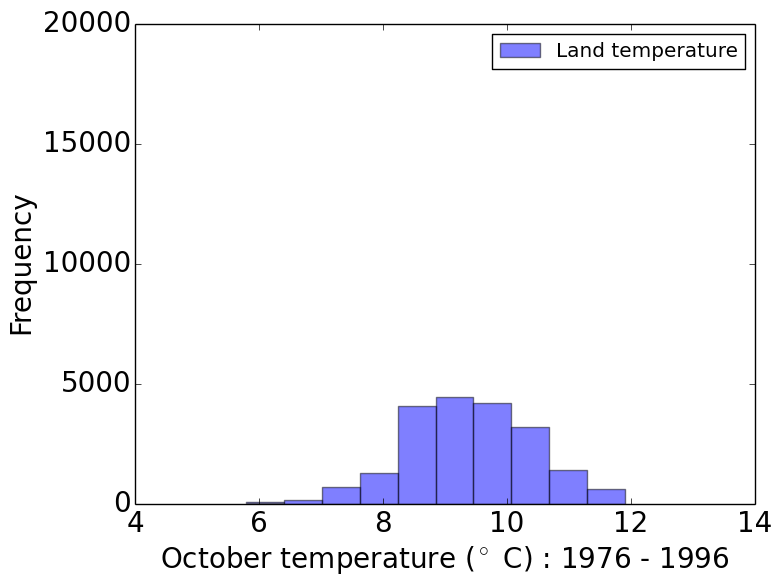 20000
Land temperature
15000
Frequency
10000
5000
0
4 6 8 10 12 14
October temperature (° C) : 1976 - 1996